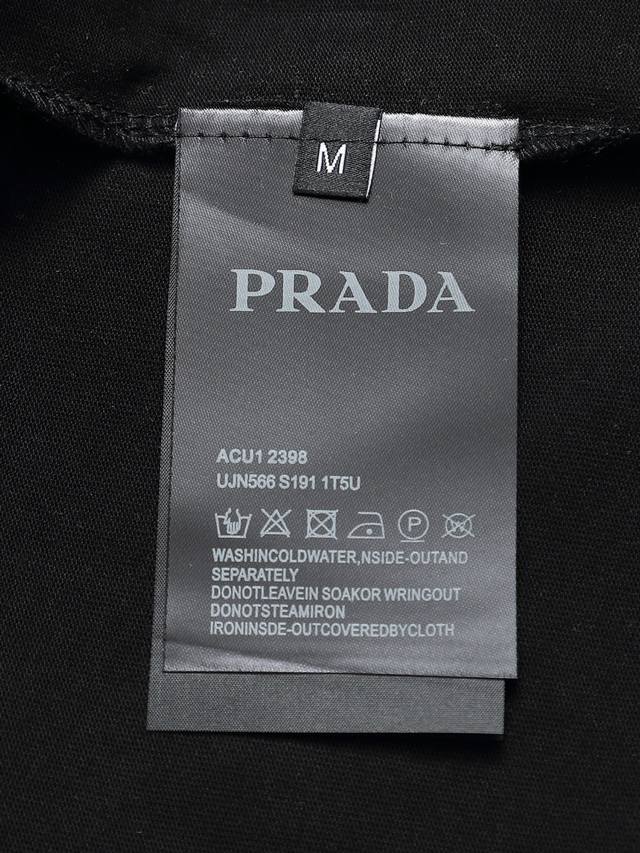 M
PRADA
ACU1 2398
UJN566 S191 1T5U
P
WASHINCOLDWATER,NSIDE-OUTAND
SEPARATELY
DONOTLEAVEIN SOAKOR WRINGOUT
DONOTSTEAMIRON
IRONINSDE-OUTCOVEREDBYCLOTH